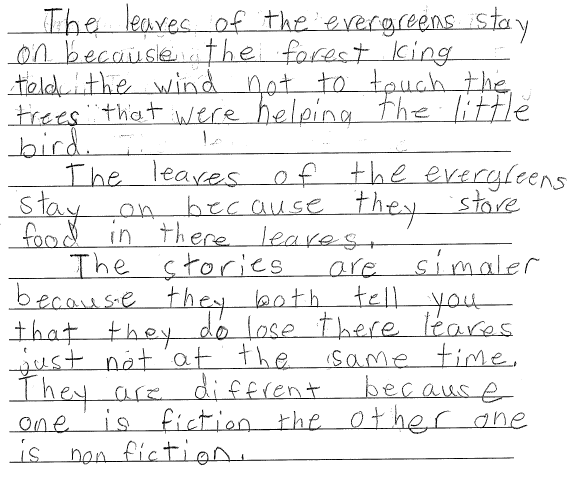 The leaves of the evergreens stay
on because the forest king
told the wind not to touch the
trees that were helping the little
bird.
The leaves of the evergreens
stay on because they store
food in there leaves.
The stories are simaler
because they both tell you
that they do lose there leaves
just not at the same time.
They are diffrent because
one is fiction the other one
is non fiction.